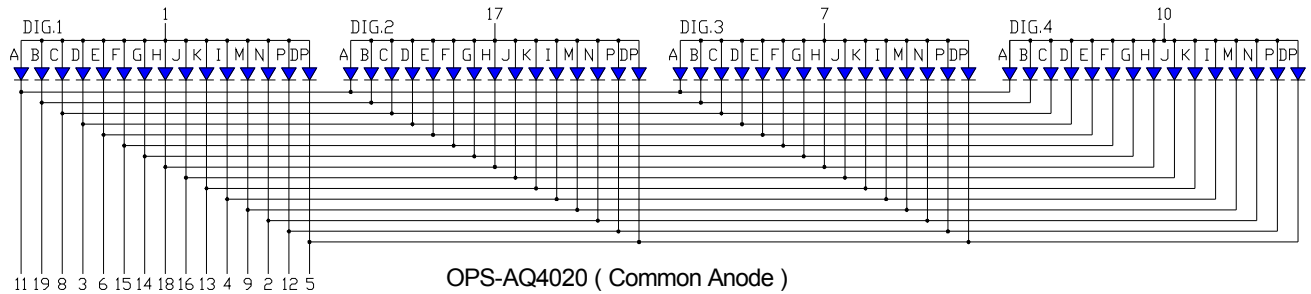 1 17 7 10
DIG.1 DIG.2 DIG.3 DIG.4
A B C D E F G H J K I M N P DP A B C D E F G H J K I M N P DP A B C D E F G H J K I M N P DP A B C D E F G H J K I M N P DP
11 19 8 3 6 15 14 18 16 13 4 9 2 12 5
OPS-AQ4020 ( Common Anode )